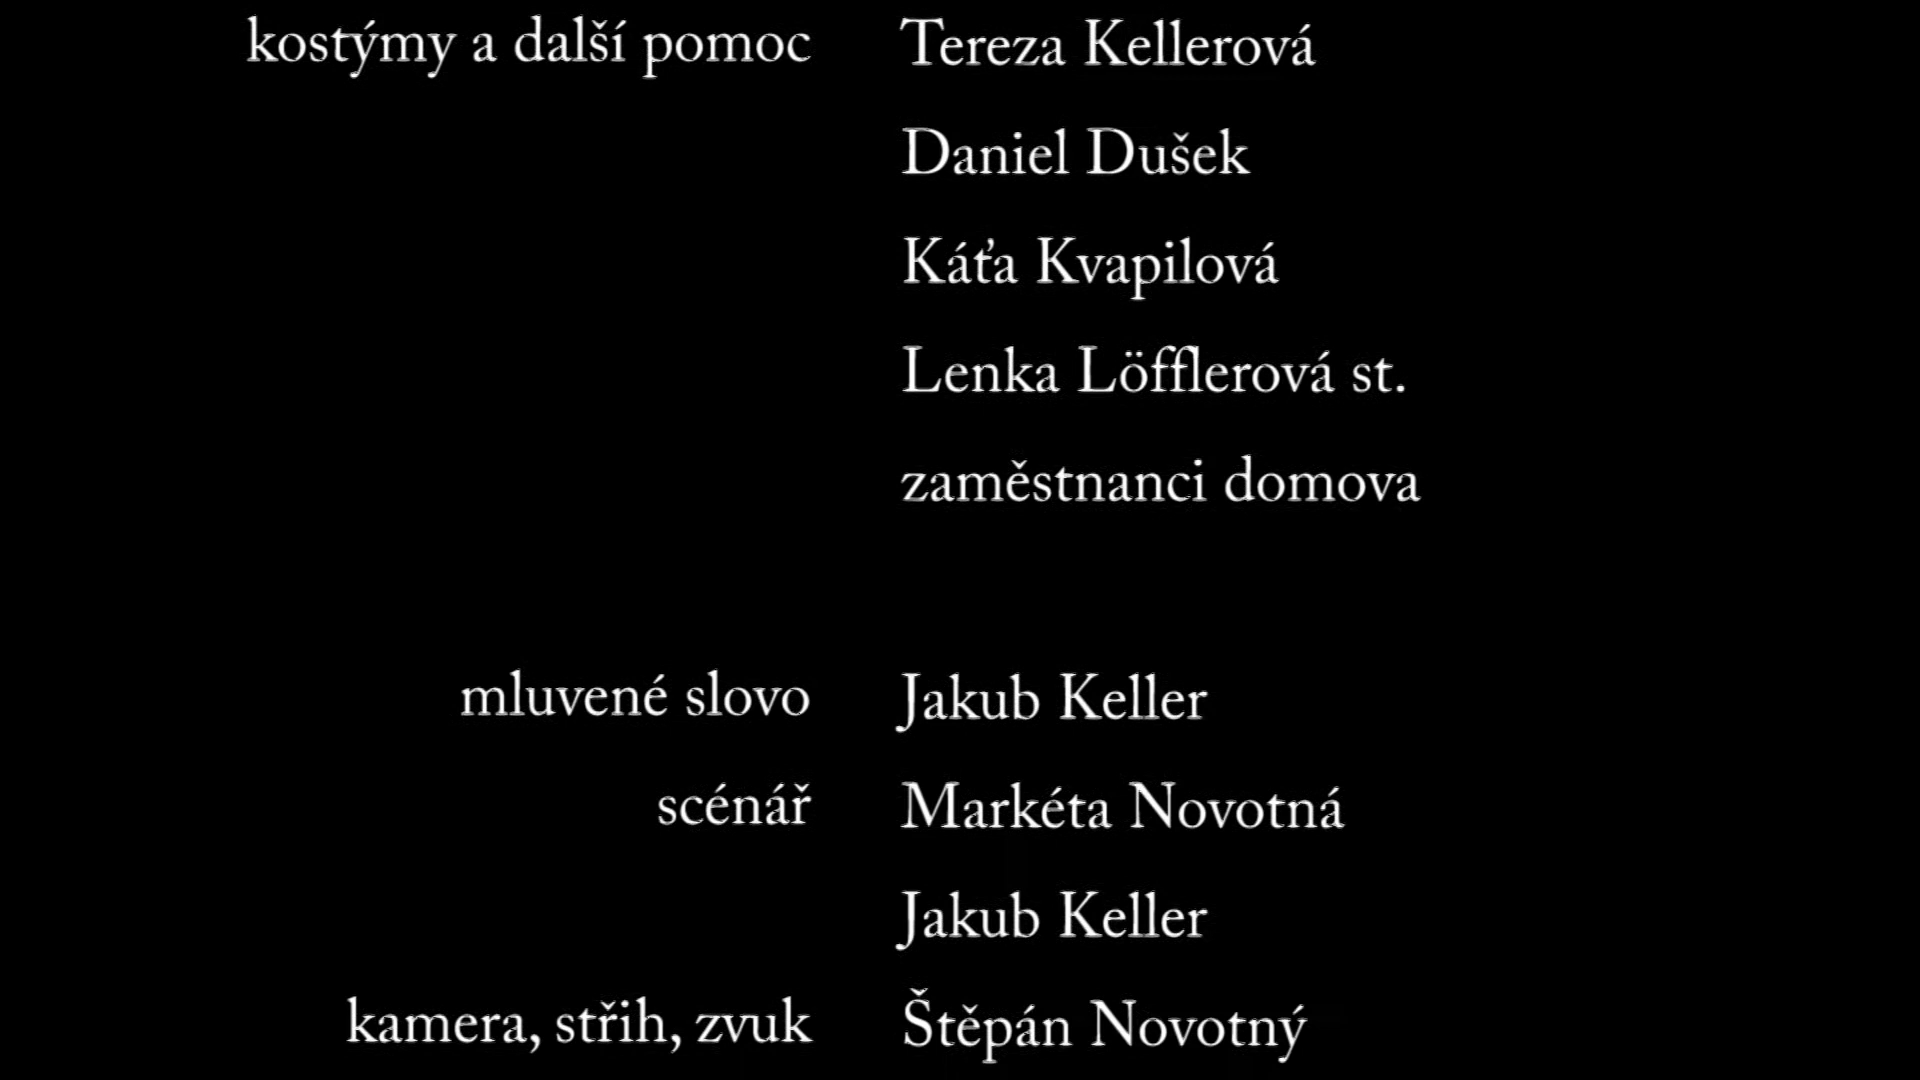 kostýmy a další pomoc Tereza Kellerová
Daniel Dušek
Káťa Kvapilová
Lenka Löfflerová st.
zaměstnanci domova
mluvené slovo Jakub Keller
scénář Markéta Novotná
Jakub Keller
kamera, střih, zvuk Štěpán Novotný